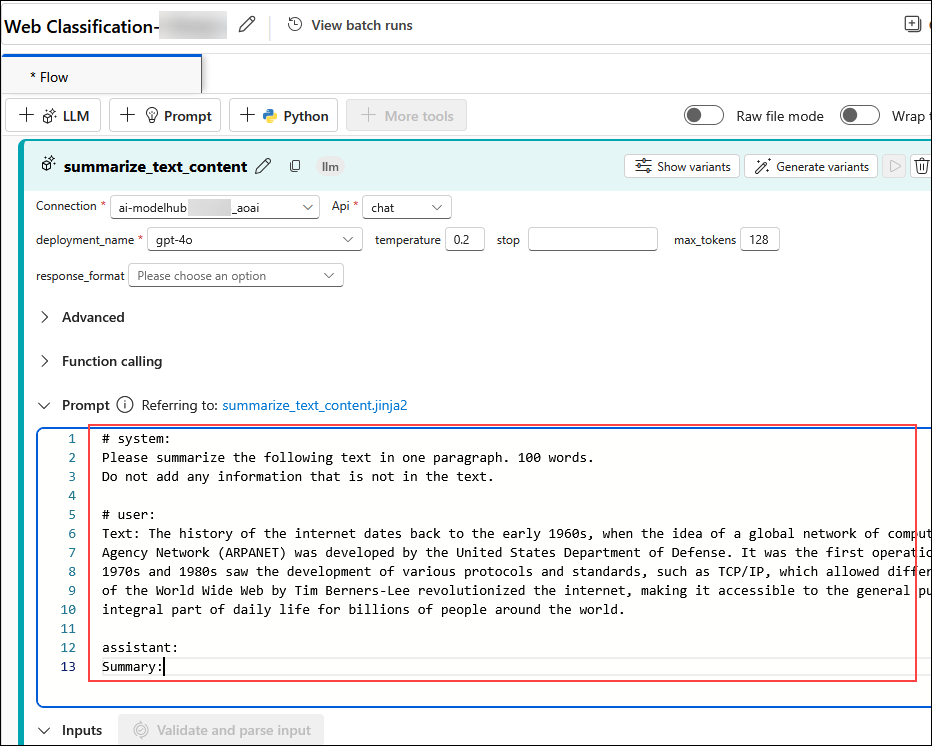 Web Classification-
View batch runs
* Flow
LLM
Prompt
Python
More tools
Raw file mode
Wrap
summarize_text_content
llm
Show variants
Generate variants
Connection *
ai-modelhub _aoai
Api *
chat
deployment_name *
gpt-4o
temperature
0.2
stop
max_tokens
128
response_format
Please choose an option
Advanced
Function calling
Prompt
Referring to: summarize_text_content.jinja2
1 # system:
2 Please summarize the following text in one paragraph. 100 words.
3 Do not add any information that is not in the text.
4
5 # user:
6 Text: The history of the internet dates back to the early 1960s, when the idea of a global network of comput
7 Agency Network (ARPANET) was developed by the United States Department of Defense. It was the first operatio
8 1970s and 1980s saw the development of various protocols and standards, such as TCP/IP, which allowed differ
9 of the World Wide Web by Tim Berners-Lee revolutionized the internet, making it accessible to the general pu
10 integral part of daily life for billions of people around the world.
11
12 assistant:
13 Summary:
Inputs
Validate and parse input